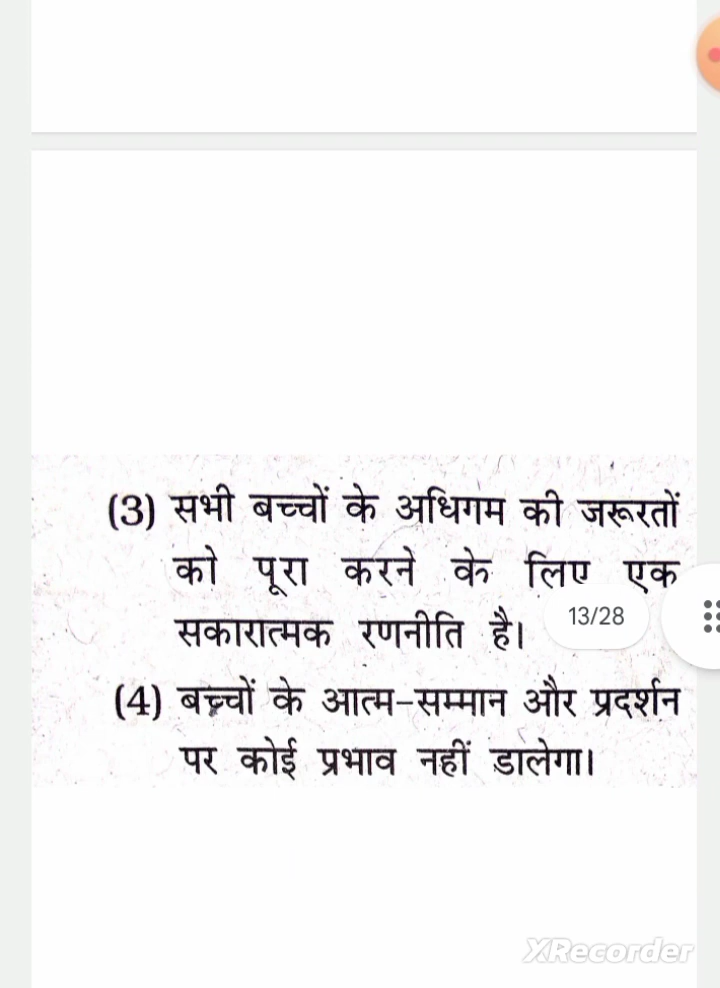 (3) सभी बच्चों के अधिगम की जरूरतों
को पूरा करने के लिए एक
सकारात्मक रणनीति है।
13/28
(4) बच्चों के आत्म-सम्मान और प्रदर्शन
पर कोई प्रभाव नहीं डालेगा।
XRecorder